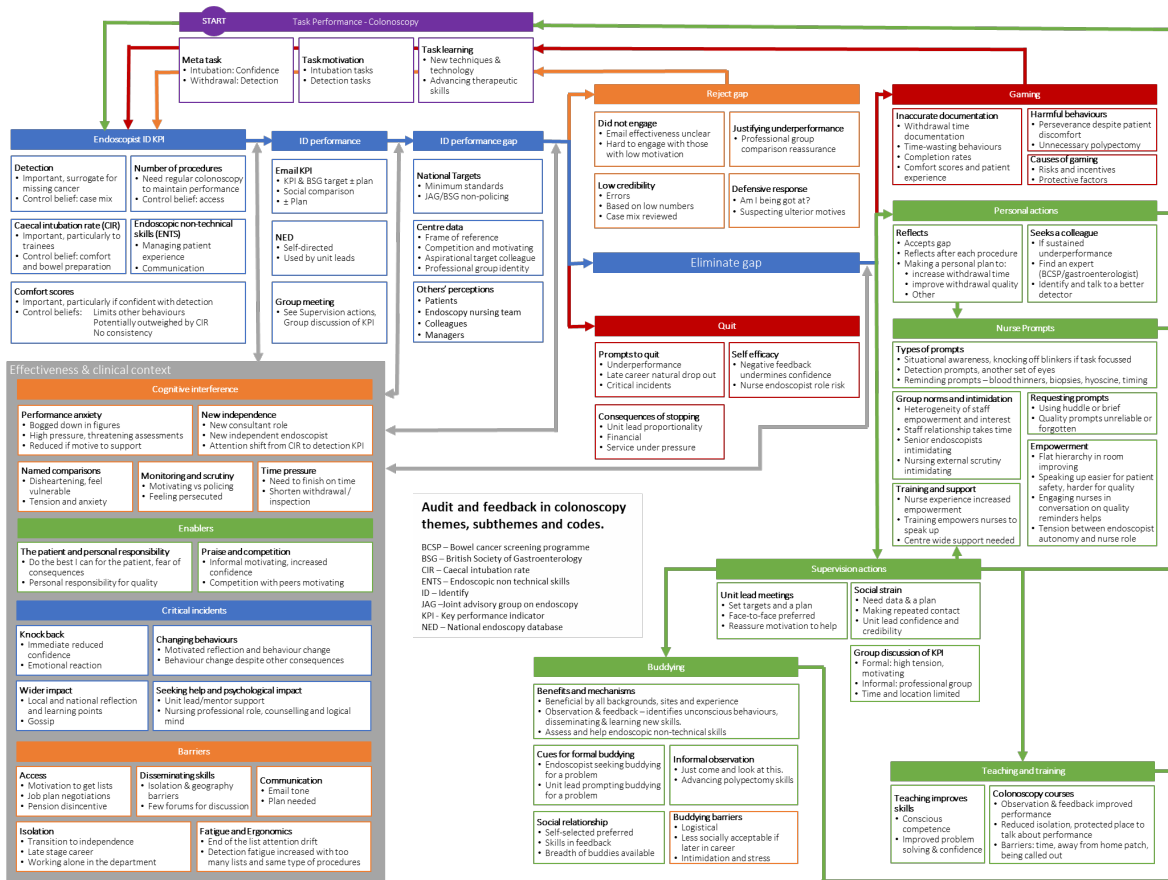 START
Task Performance - Colonoscopy
Meta task
• Intubation: Confidence
• Withdrawal: Detection
Task motivation
• Intubation tasks
• Detection tasks
Task learning
• New techniques &
technology
• Advancing therapeutic
skills
Endoscopist ID KPI
Detection
• Important, surrogate for
missing cancer
• Control belief: case mix
Number of procedures
• Need regular colonoscopy
to maintain performance
• Control belief: access
Caecal intubation rate (CIR)
• Important, particularly to
trainees
• Control belief: comfort
and bowel preparation
Endoscopic non-technical
skills (ENTS)
• Managing patient
experience
• Communication
Comfort scores
• Important, particularly if confident with detection
• Control beliefs: Limits other behaviours
Potentially outweighed by CIR
No consistency
ID performance
Email KPI
• KPI & BSG target ± plan
• Social comparison
• ± Plan
NED
• Self-directed
• Used by unit leads
Group meeting
• See Supervision actions,
Group discussion of KPI
ID performance gap
National Targets
• Minimum standards
• JAG/BSG non-policing
Centre data
• Frame of reference
• Competition and motivating
• Aspirational target colleague
• Professional group identity
Others' perceptions
• Patients
• Endoscopy nursing team
• Colleagues
• Managers
Reject gap
Did not engage
• Email effectiveness unclear
• Hard to engage with those
with low motivation
Justifying underperformance
• Professional group
comparison reassurance
Low credibility
• Errors
• Based on low numbers
• Case mix reviewed
Defensive response
• Am I being got at?
• Suspecting ulterior motives
Eliminate gap
Quit
Prompts to quit
• Underperformance
• Late career natural drop out
• Critical incidents
Self efficacy
• Negative feedback
undermines confidence
• Nurse endoscopist role risk
Consequences of stopping
• Unit lead proportionality
• Financial
• Service under pressure
Gaming
Inaccurate documentation
• Withdrawal time
documentation
• Time-wasting behaviours
• Completion rates
• Comfort scores and patient
experience
Harmful behaviours
• Perseverance despite patient
discomfort
• Unnecessary polypectomy
Causes of gaming
• Risks and incentives
• Protective factors
Personal actions
Reflects
• Accepts gap
• Reflects after each procedure
• Making a personal plan to:
• increase withdrawal time
• improve withdrawal quality
• Other
Seeks a colleague
• If sustained
underperformance
• Find an expert
(BCSP/gastroenterologist)
• Identify and talk to a better
detector
Nurse Prompts
Types of prompts
• Situational awareness, knocking off blinkers if task focussed
• Detection prompts, another set of eyes
• Reminding prompts – blood thinners, biopsies, hyoscine, timing
Group norms and intimidation
• Heterogeneity of staff
empowerment and interest
• Staff relationship takes time
• Senior endoscopists
intimidating
• Nursing external scrutiny
intimidating
Requesting prompts
• Using huddle or brief
• Quality prompts unreliable or
forgotten
Empowerment
• Flat hierarchy in room
improving
• Speaking up easier for patient
safety, harder for quality
• Engaging nurses in
conversation on quality
reminders helps
• Tension between endoscopist
autonomy and nurse role
Training and support
• Nurse experience increased
empowerment
• Training empowers nurses to
speak up
• Centre wide support needed
Effectiveness & clinical context
Cognitive interference
Performance anxiety
• Bogged down in figures
• High pressure, threatening assessments
• Reduced if motive to support
New independence
• New consultant role
• New independent endoscopist
• Attention shift from CIR to detection KPI
Named comparisons
• Disheartening, feel
vulnerable
• Tension and anxiety
Monitoring and scrutiny
• Motivating vs policing
• Feeling persecuted
Time pressure
• Need to finish on time
• Shorten withdrawal /
inspection
Enablers
The patient and personal responsibility
• Do the best I can for the patient, fear of
consequences
• Personal responsibility for quality
Praise and competition
• Informal motivating, increased
confidence
• Competition with peers motivating
Critical incidents
Knock back
• Immediate reduced
confidence
• Emotional reaction
Changing behaviours
• Motivated reflection and behaviour change
• Behaviour change despite other consequences
Wider impact
• Local and national reflection
and learning points
• Gossip
Seeking help and psychological impact
• Unit lead/mentor support
• Nursing professional role, counselling and logical
mind
Barriers
Access
• Motivation to get lists
• Job plan negotiations
• Pension disincentive
Disseminating skills
• Isolation & geography
barriers
• Few forums for discussion
Communication
• Email tone
• Plan needed
Isolation
• Transition to independence
• Late stage career
• Working alone in the department
Fatigue and Ergonomics
• End of the list attention drift
• Detection fatigue increased with too
many lists and same type of procedures
Audit and feedback in colonoscopy
themes, subthemes and codes.
BCSP – Bowel cancer screening programme
BSG – British Society of Gastroenterology
CIR – Caecal intubation rate
ENTS – Endoscopic non technical skills
ID – Identify
JAG –Joint advisory group on endoscopy
KPI - Key performance indicator
NED – National endoscopy database
Supervision actions
Unit lead meetings
• Set targets and a plan
• Face-to-face preferred
• Reassure motivation to help
Social strain
• Need data & a plan
• Making repeated contact
• Unit lead confidence and
credibility
Group discussion of KPI
• Formal: high tension,
motivating
• Informal: professional group
• Time and location limited
Buddying
Benefits and mechanisms
• Beneficial by all backgrounds, sites and experience
• Observation & feedback – identifies unconscious behaviours,
disseminating & learning new skills.
• Assess and help endoscopic non-technical skills
Cues for formal buddying
• Endoscopist seeking buddying
for a problem
• Unit lead prompting buddying
for a problem
Informal observation
• Just come and look at this.
• Advancing polypectomy skills
Social relationship
• Self-selected preferred
• Skills in feedback
• Breadth of buddies available
Buddying barriers
• Logistical
• Less socially acceptable if
later in career
• Intimidation and stress
Teaching and training
Teaching improves
skills
• Conscious
competence
• Improved problem
solving & confidence
Colonoscopy courses
• Observation & feedback improved
performance
• Reduced isolation, protected place to
talk about performance
• Barriers: time, away from home patch,
being called out